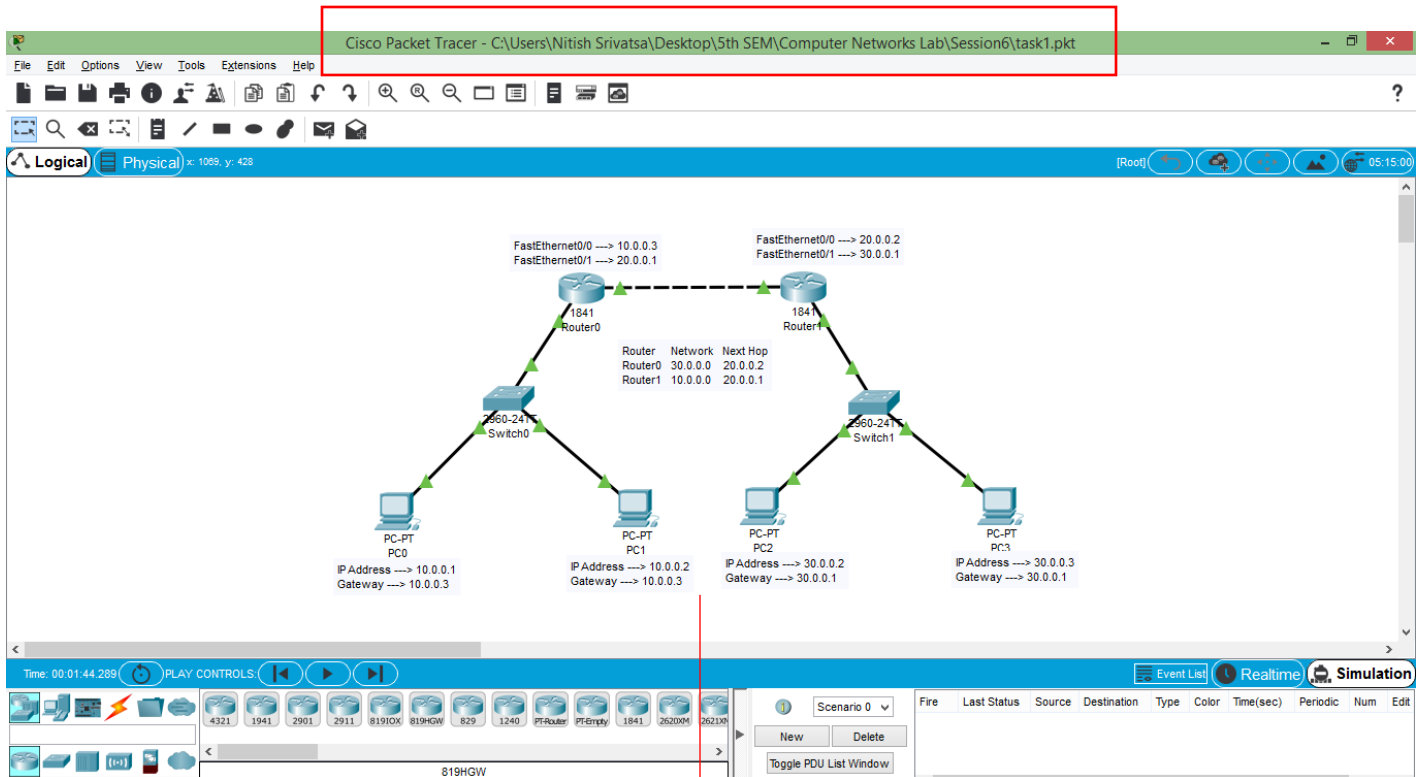 Cisco Packet Tracer - C:\Users\Nitish Srivatsa\Desktop\5th SEM\Computer Networks Lab\Session6\task1.pkt
File Edit Options View Tools Extensions Help
?
Logical Physical x: 1069, y: 428 [Root] 05:15:00
FastEthernet0/0 ---> 10.0.0.3
FastEthernet0/1 ---> 20.0.0.1
FastEthernet0/0 ---> 20.0.0.2
FastEthernet0/1 ---> 30.0.0.1
1841
Router0
1841
Router1
Router Network Next Hop
Router0 30.0.0.0 20.0.0.2
Router1 10.0.0.0 20.0.0.1
2960-24TT
Switch0
2960-24TT
Switch1
PC-PT
PC0
IP Address ---> 10.0.0.1
Gateway ---> 10.0.0.3
PC-PT
PC1
IP Address ---> 10.0.0.2
Gateway ---> 10.0.0.3
PC-PT
PC2
IP Address ---> 30.0.0.2
Gateway ---> 30.0.0.1
PC-PT
PC3
IP Address ---> 30.0.0.3
Gateway ---> 30.0.0.1
Time: 00:01:44.289 PLAY CONTROLS: Event List Realtime Simulation
4321 1941 2901 2911 819IOX 819HGW 829 1240 PT-Router PT-Empty 1841 2620XM 2621XM
819HGW
Scenario 0
New Delete
Toggle PDU List Window
Fire Last Status Source Destination Type Color Time(sec) Periodic Num Edit